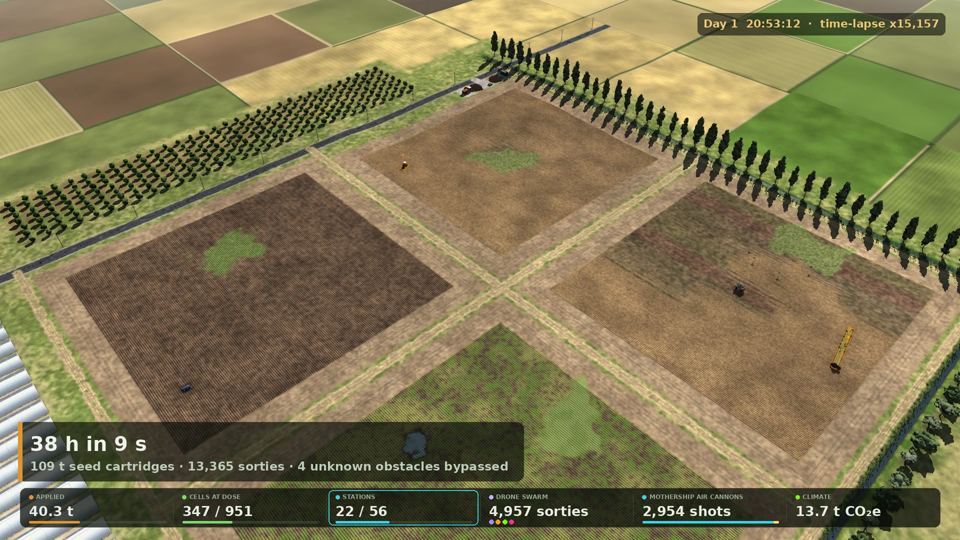 Day 1 20:53:12 · time-lapse x15,157
38 h in 9 s
109 t seed cartridges · 13,365 sorties · 4 unknown obstacles bypassed
APPLIED
40.3 t
CELLS AT DOSE
347 / 951
STATIONS
22 / 56
DRONE SWARM
4,957 sorties
MOTHERSHIP AIR CANNONS
2,954 shots
CLIMATE
13.7 t CO₂e